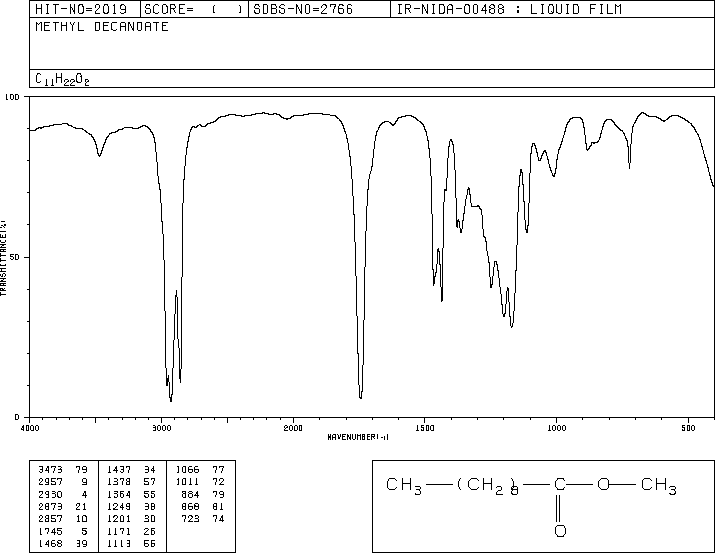 HIT-NO=2019 SCORE= ( ) SDBS-NO=2766 IR-NIDA-00488 : LIQUID FILM
METHYL DECANOATE
C11H22O2
100
50
0
TRANSMITTANCE(%)
4000 3000 2000 1500 1000 500
WAVENUMBER(-1)
3473 79 1437 34 1066 77
2957 9 1378 57 1011 72
2930 4 1364 55 884 79
2873 21 1249 38 868 81
2857 10 1201 30 723 74
1745 5 1171 26
1468 39 1113 56
CH3 (CH2)8 C O CH3
O